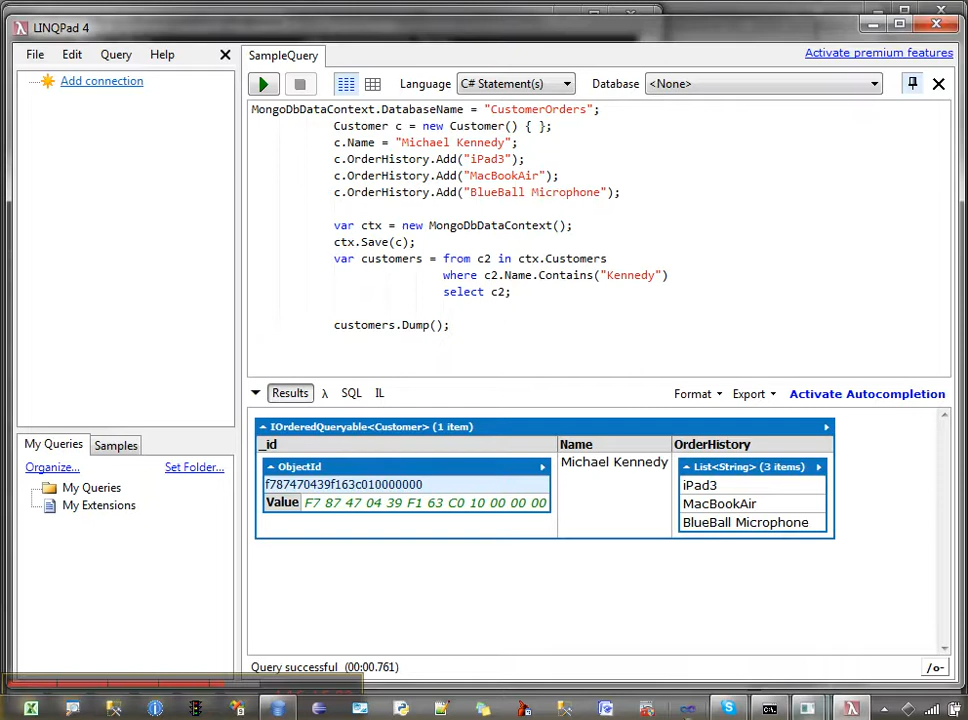 LINQPad 4
File Edit Query Help
SampleQuery
Activate premium features
Add connection
Language C# Statement(s) Database <None>
MongoDbDataContext.DatabaseName = "CustomerOrders";
Customer c = new Customer() { };
c.Name = "Michael Kennedy";
c.OrderHistory.Add("iPad3");
c.OrderHistory.Add("MacBookAir");
c.OrderHistory.Add("BlueBall Microphone");
var ctx = new MongoDbDataContext();
ctx.Save(c);
var customers = from c2 in ctx.Customers
where c2.Name.Contains("Kennedy")
select c2;
customers.Dump();
Results λ SQL IL Format Export Activate Autocompletion
IOrderedQueryable<Customer> (1 item)
_id Name OrderHistory
ObjectId
f787470439f163c010000000
Value F7 87 47 04 39 F1 63 C0 10 00 00 00
Michael Kennedy
List<String> (3 items)
iPad3
MacBookAir
BlueBall Microphone
My Queries Samples
Organize... Set Folder...
My Queries
My Extensions
Query successful (00:00.761)
/o-